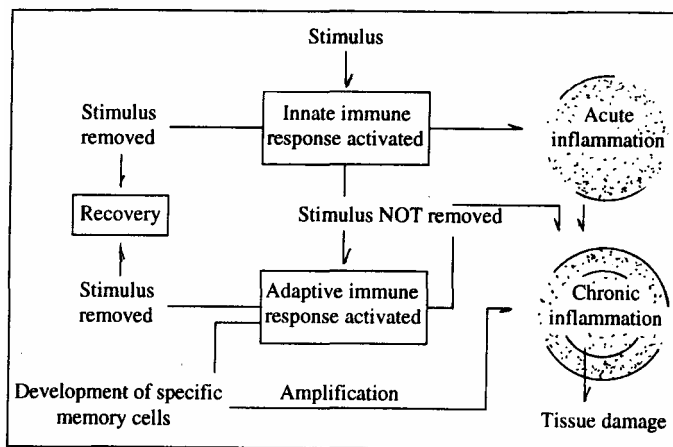 Stimulus
Stimulus
removed
Innate immune
response activated
Acute
inflammation
Recovery
Stimulus NOT removed
Stimulus
removed
Adaptive immune
response activated
Chronic
inflammation
Development of specific
memory cells
Amplification
Tissue damage